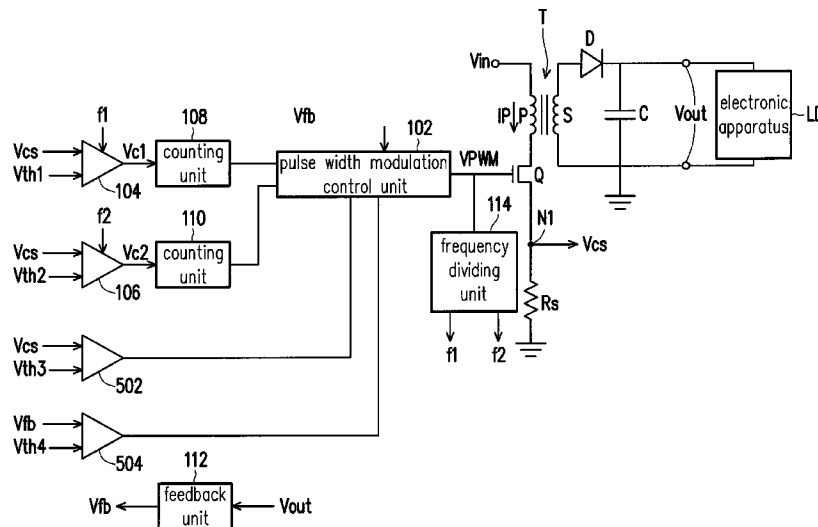 T
D
Vin
IP
P
S
C
Vout
electronic
apparatus
LD
f1
108
Vfb
102
Vcs
Vth1
Vc1
counting
unit
pulse width modulation
control unit
VPWM
Q
104
f2
110
114
N1
Vcs
Vcs
Vth2
Vc2
counting
unit
frequency
dividing
unit
106
Rs
f1
f2
Vcs
Vth3
502
Vfb
Vth4
504
112
Vfb
feedback
unit
Vout